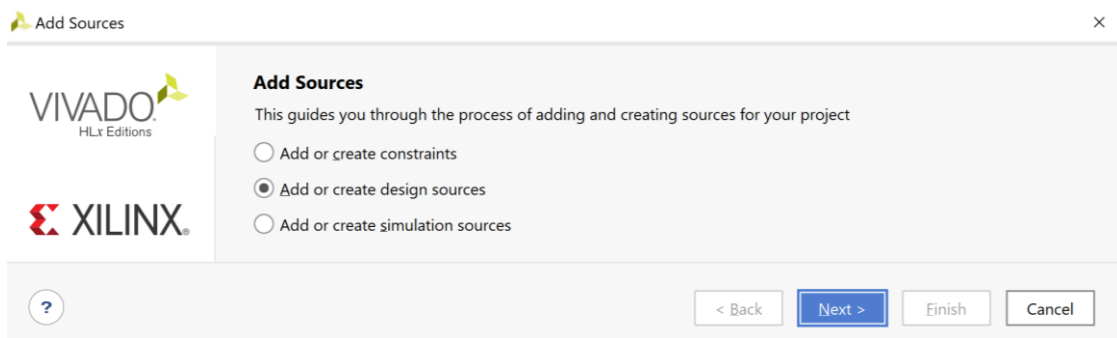 Add Sources
VIVADO.
HLx Editions
XILINX®
Add Sources
This guides you through the process of adding and creating sources for your project
Add or create constraints
Add or create design sources
Add or create simulation sources
?
< Back
Next >
Finish
Cancel